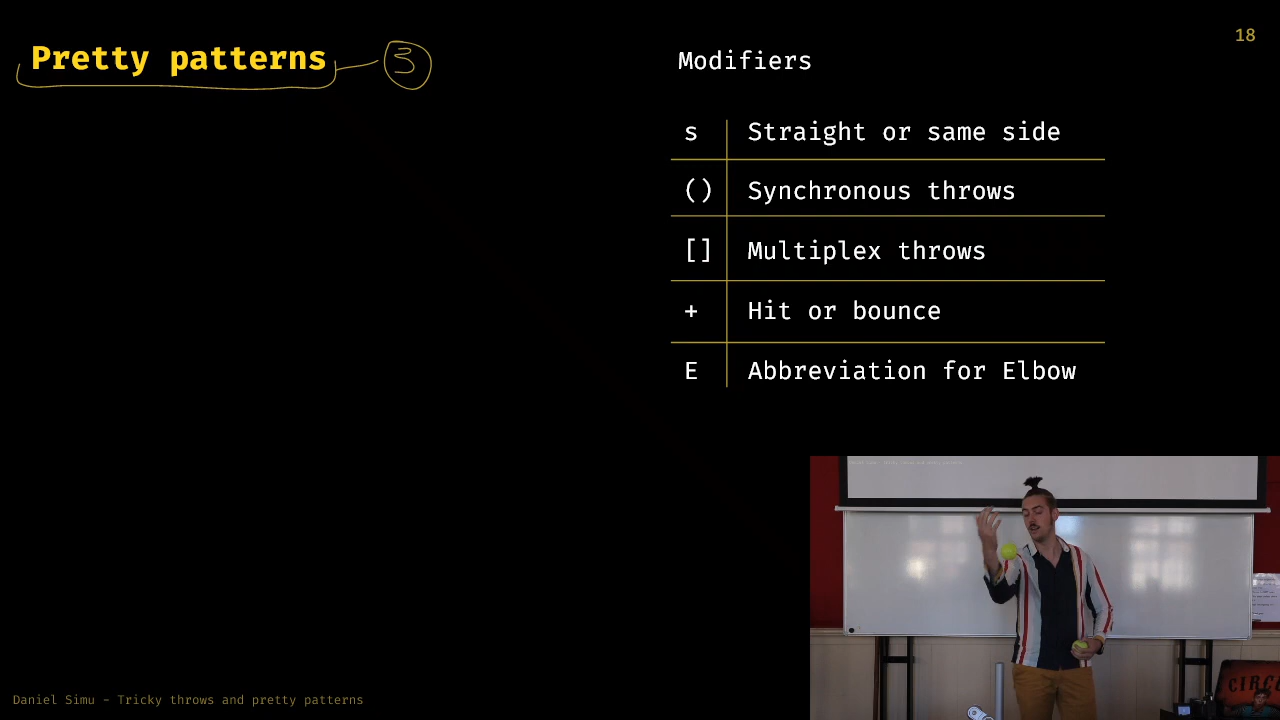 Pretty patterns
3
18
Modifiers
s Straight or same side
() Synchronous throws
[] Multiplex throws
+ Hit or bounce
E Abbreviation for Elbow
Daniel Simu – Tricky throws and pretty patterns